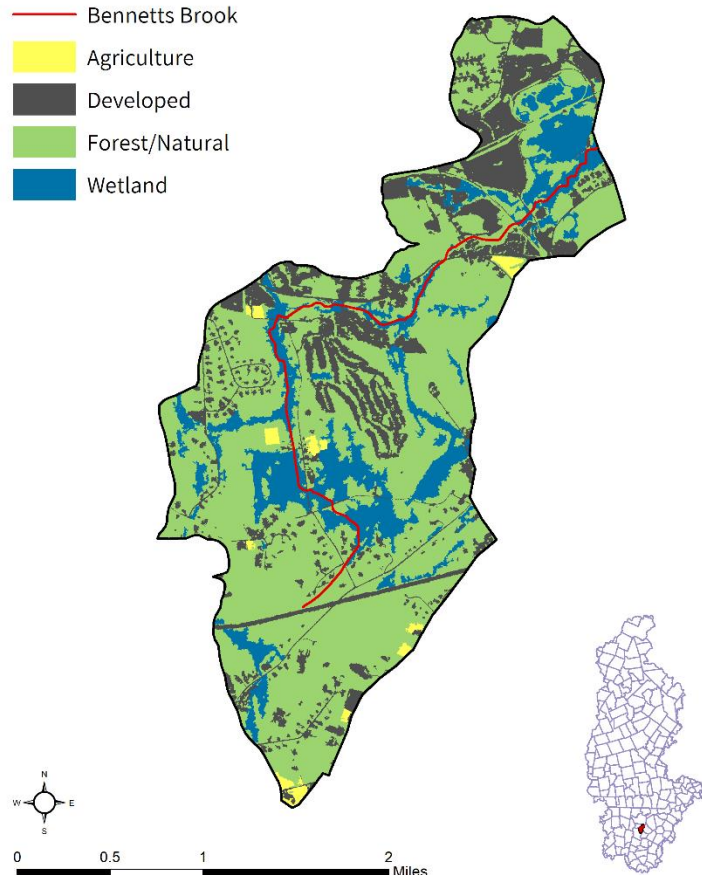 Bennetts Brook
Agriculture
Developed
Forest/Natural
Wetland
N
W E
S
0 0.5 1 2
Miles